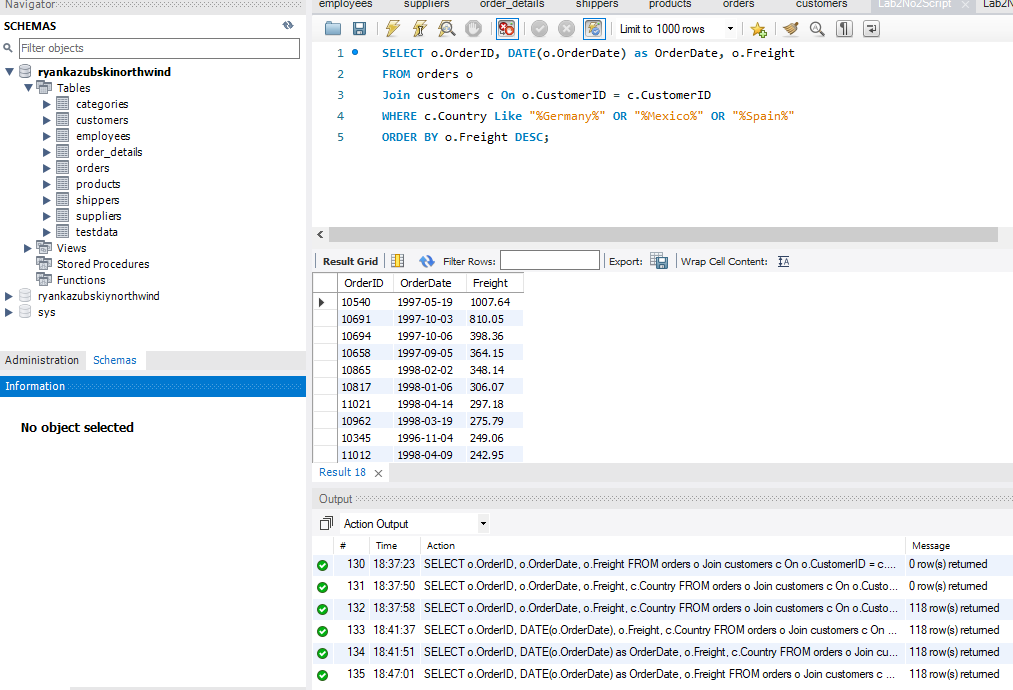 Navigator
SCHEMAS
Filter objects
ryankazubskinorthwind
Tables
categories
customers
employees
order_details
orders
products
shippers
suppliers
testdata
Views
Stored Procedures
Functions
ryankazubskiynorthwind
sys
Administration Schemas
Information
No object selected
employees suppliers order_details shippers products orders customers Lab2No2Script Lab2No
Limit to 1000 rows
1 SELECT o.OrderID, DATE(o.OrderDate) as OrderDate, o.Freight
2 FROM orders o
3 Join customers c On o.CustomerID = c.CustomerID
4 WHERE c.Country Like "%Germany%" OR "%Mexico%" OR "%Spain%"
5 ORDER BY o.Freight DESC;
Result Grid Filter Rows: Export: Wrap Cell Content:
OrderID OrderDate Freight
10540 1997-05-19 1007.64
10691 1997-10-03 810.05
10694 1997-10-06 398.36
10658 1997-09-05 364.15
10865 1998-02-02 348.14
10817 1998-01-06 306.07
11021 1998-04-14 297.18
10962 1998-03-19 275.79
10345 1996-11-04 249.06
11012 1998-04-09 242.95
Result 18
Output
Action Output
# Time Action Message
130 18:37:23 SELECT o.OrderID, o.OrderDate, o.Freight FROM orders o Join customers c On o.CustomerID = c.... 0 row(s) returned
131 18:37:50 SELECT o.OrderID, o.OrderDate, o.Freight, c.Country FROM orders o Join customers c On o.Custo... 0 row(s) returned
132 18:37:58 SELECT o.OrderID, o.OrderDate, o.Freight, c.Country FROM orders o Join customers c On o.Custo... 118 row(s) returned
133 18:41:37 SELECT o.OrderID, DATE(o.OrderDate), o.Freight, c.Country FROM orders o Join customers c On ... 118 row(s) returned
134 18:41:51 SELECT o.OrderID, DATE(o.OrderDate) as OrderDate, o.Freight, c.Country FROM orders o Join cu... 118 row(s) returned
135 18:47:01 SELECT o.OrderID, DATE(o.OrderDate) as OrderDate, o.Freight FROM orders o Join customers c ... 118 row(s) returned